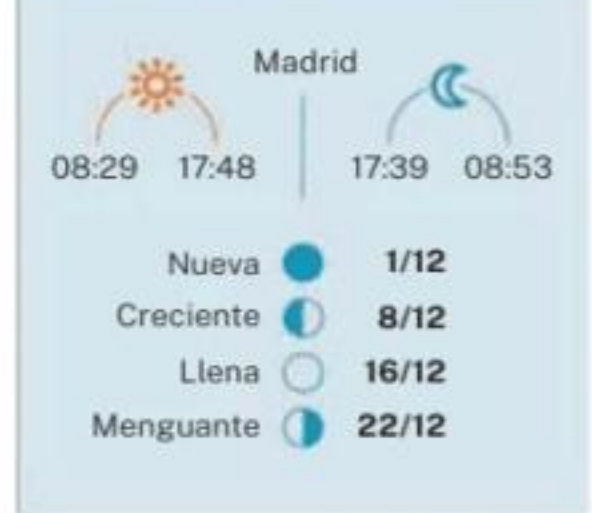 Madrid
08:29 17:48 17:39 08:53
Nueva 1/12
Creciente 8/12
Llena 16/12
Menguante 22/12